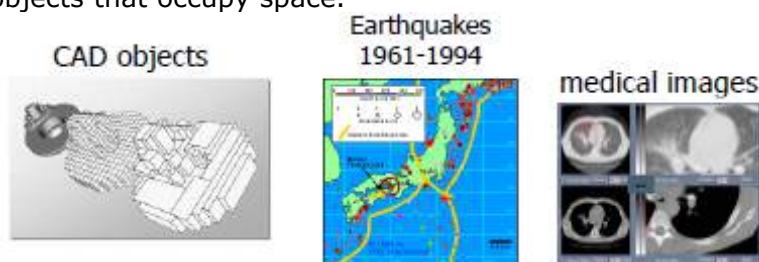 objects that occupy space.
CAD objects
Earthquakes
1961-1994
medical images